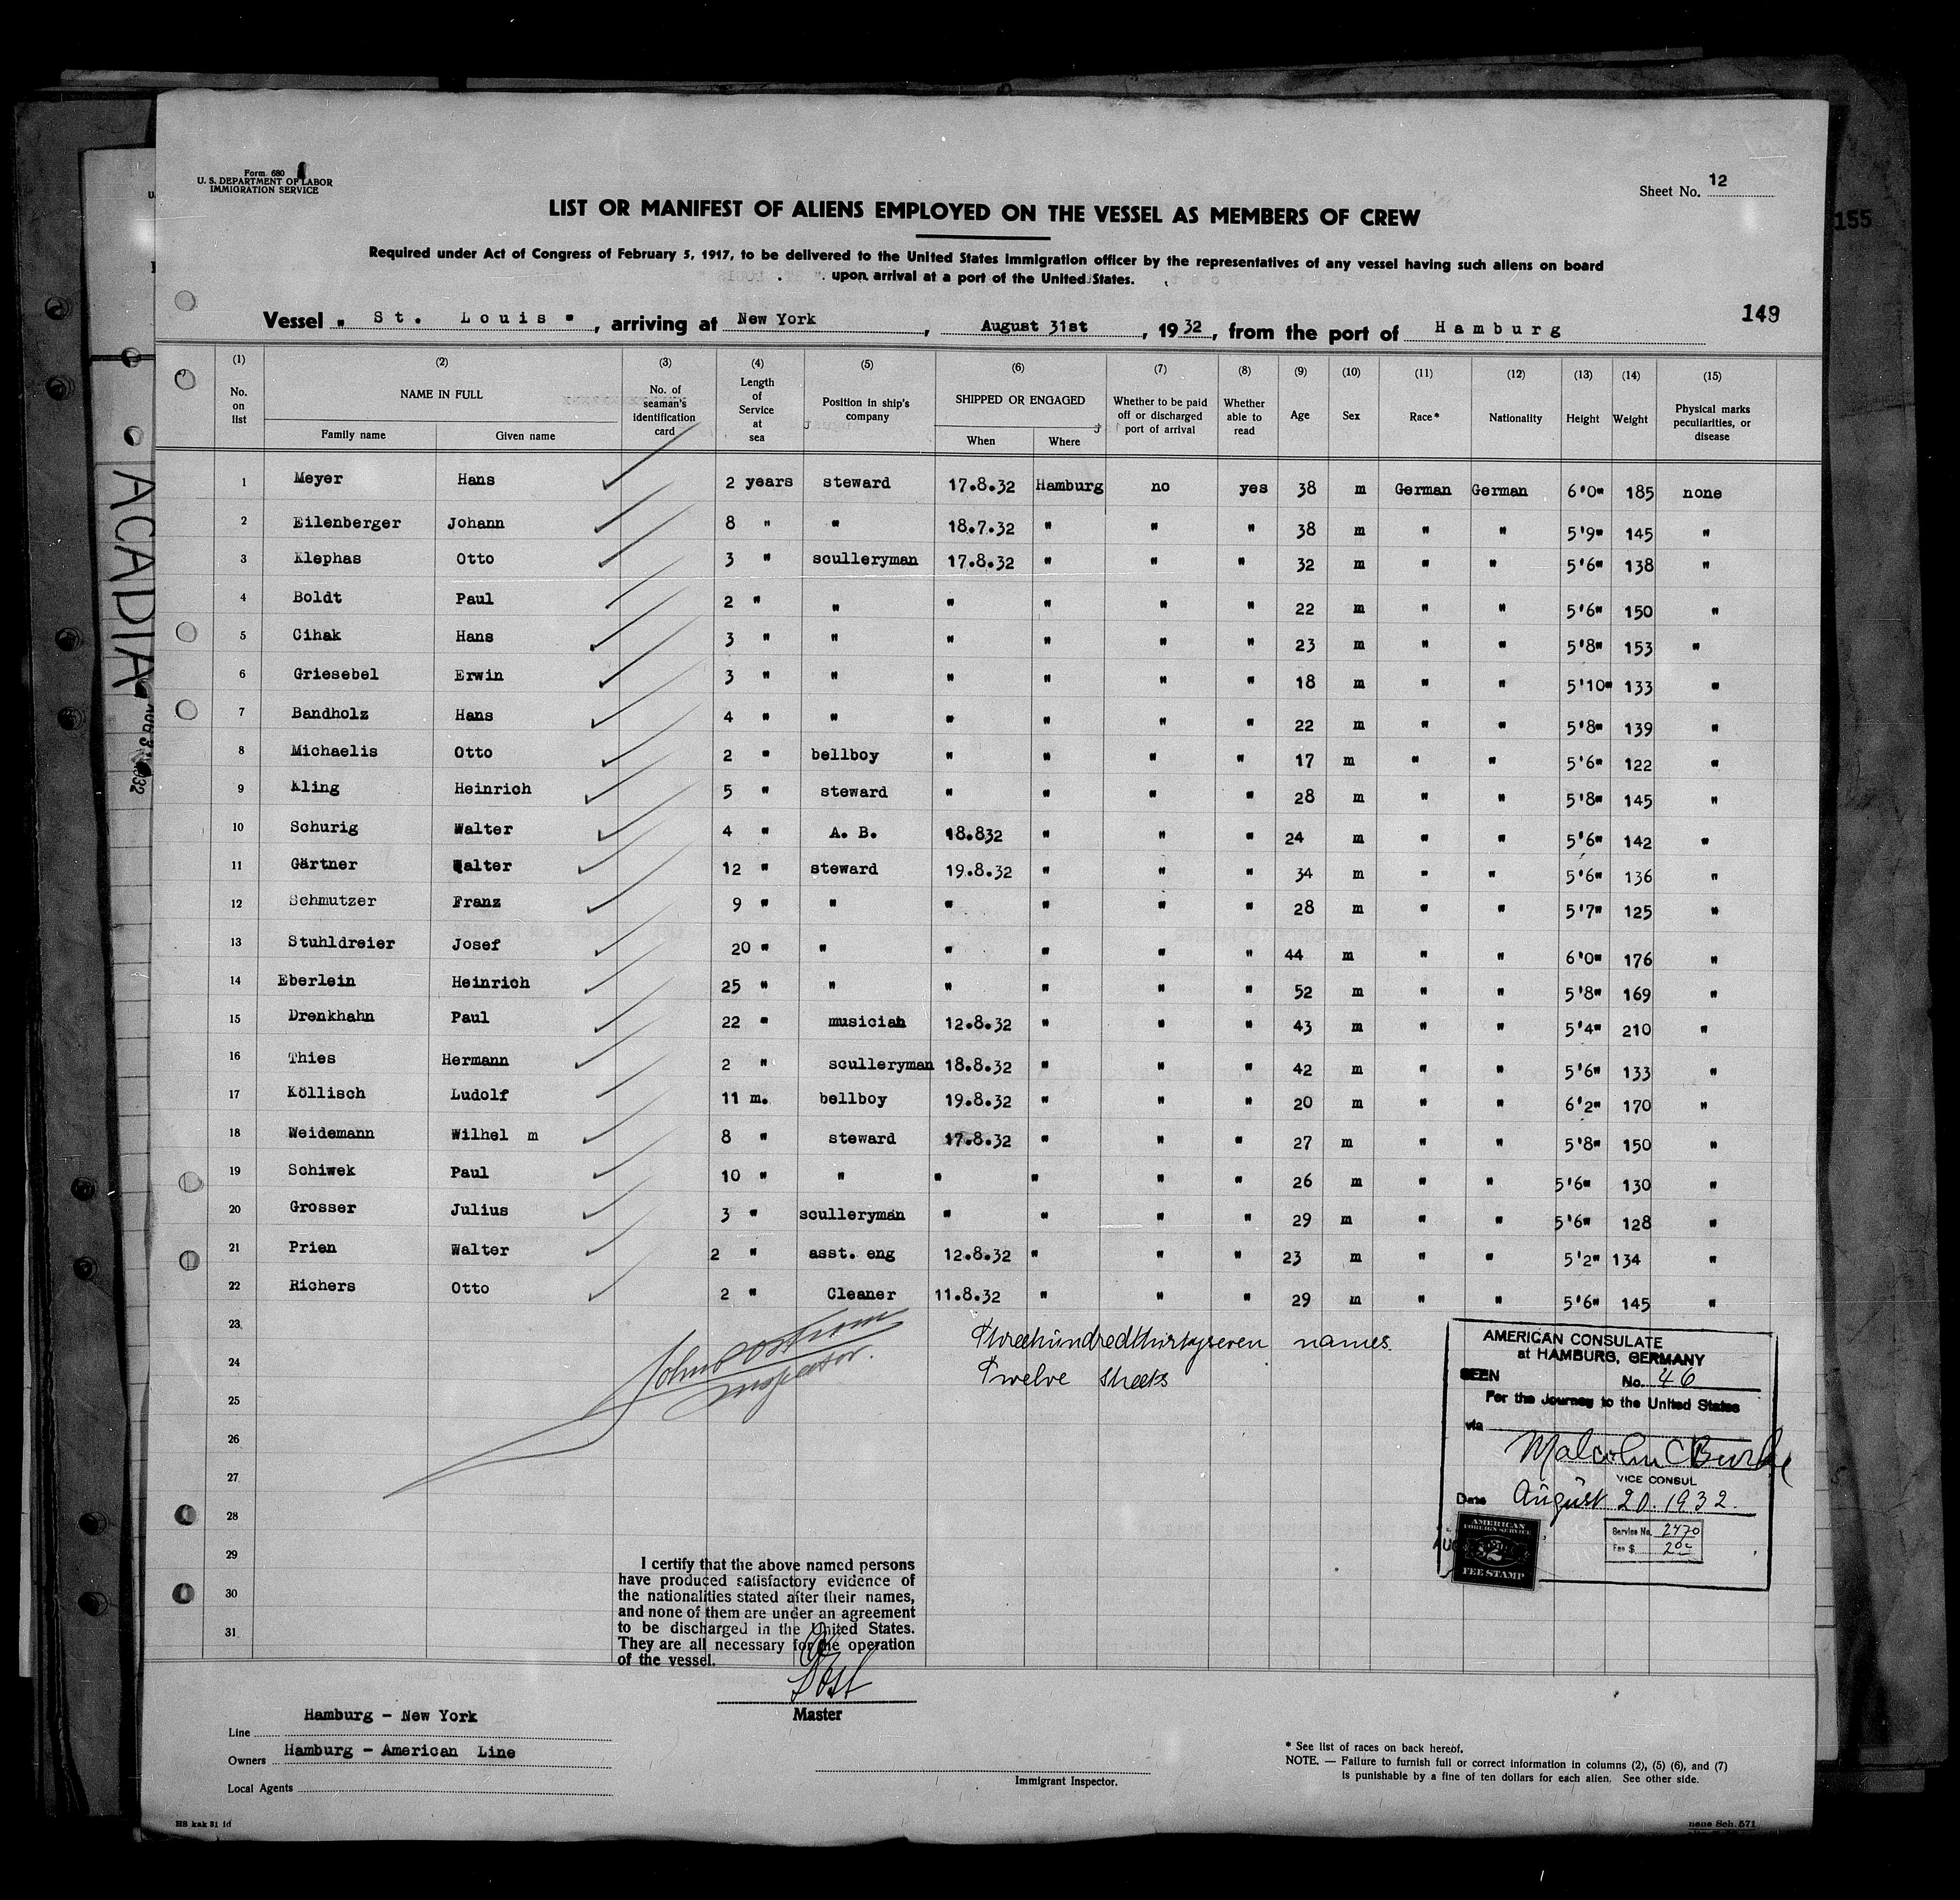 Form 680
U. S. DEPARTMENT OF LABOR
IMMIGRATION SERVICE
Sheet No. 12
LIST OR MANIFEST OF ALIENS EMPLOYED ON THE VESSEL AS MEMBERS OF CREW
155
Required under Act of Congress of February 5, 1917, to be delivered to the United States Immigration officer by the representatives of any vessel having such aliens on board
upon arrival at a port of the United States.
149
Vessel " St. Louis ", arriving at New York, August 31st, 1932, from the port of Hamburg
(1) (2) (3) (4) (5) (6) (7) (8) (9) (10) (11) (12) (13) (14) (15)
No. on list NAME IN FULL Family name Given name No. of seaman's identification card Length of Service at sea Position in ship's company SHIPPED OR ENGAGED When Where Whether to be paid off or discharged port of arrival Whether able to read Age Sex Race* Nationality Height Weight Physical marks peculiarities, or disease
1 Meyer Hans 2 years steward 17.8.32 Hamburg no yes 38 m German German 6'0" 185 none
2 Eilenberger Johann 8 " " 18.7.32 " " " 38 m " " 5'9" 145 "
3 Klephas Otto 3 " sculleryman 17.8.32 " " " 32 m " " 5'6" 138 "
4 Boldt Paul 2 " " " " " " 22 m " " 5'6" 150 "
5 Cihak Hans 3 " " " " " " 23 m " " 5'8" 153 "
6 Griesebel Erwin 3 " " " " " " 18 m " " 5'10" 133 "
7 Bandholz Hans 4 " " " " " " 22 m " " 5'8" 139 "
8 Michaelis Otto 2 " bellboy " " " " 17 m " " 5'6" 122 "
9 Kling Heinrich 5 " steward " " " " 28 m " " 5'8" 145 "
10 Schurig Walter 4 " A. B. 18.832 " " " 24 m " " 5'6" 142 "
11 Gärtner Walter 12 " steward 19.8.32 " " " 34 m " " 5'6" 136 "
12 Schmutzer Franz 9 " " " " " " 28 m " " 5'7" 125 "
13 Stuhldreier Josef 20 " " " " " " 44 m " " 6'0" 176 "
14 Eberlein Heinrich 25 " " " " " " 52 m " " 5'8" 169 "
15 Drenkhahn Paul 22 " musician 12.8.32 " " " 43 m " " 5'4" 210 "
16 Thies Hermann 2 " sculleryman 18.8.32 " " " 42 m " " 5'6" 133 "
17 Köllisch Ludolf 11 m. bellboy 19.8.32 " " " 20 m " " 6'2" 170 "
18 Weidemann Wilhel m 8 " steward 17.8.32 " " " 27 m " " 5'8" 150 "
19 Schiwek Paul 10 " " " " " " 26 m " " 5'6" 130 "
20 Grosser Julius 3 " sculleryman " " " " 29 m " " 5'6" 128 "
21 Prien Walter 2 " asst. eng 12.8.32 " " " 23 m " " 5'2" 134 "
22 Richers Otto 2 " Cleaner 11.8.32 " " " 29 m " " 5'6" 145 "
23
24
25
26
27
28
29
30
31
Inspector.
Threehundredthirtyseven names
Twelve sheets
AMERICAN CONSULATE
at HAMBURG, GERMANY
SEEN No. 46
For the Journey to the United States
via
Malcolm C Burke
VICE CONSUL
Date August 20. 1932.
Service No. 2470
Fee $ 2.00
AMERICAN
FOREIGN SERVICE
$2
FEE STAMP
I certify that the above named persons
have produced satisfactory evidence of
the nationalities stated after their names,
and none of them are under an agreement
to be discharged in the United States.
They are all necessary for the operation
of the vessel.
Master
Line Hamburg - New York
Owners Hamburg - American Line
Local Agents
Immigrant Inspector.
* See list of races on back hereof.
NOTE. — Failure to furnish full or correct information in columns (2), (5) (6), and (7)
is punishable by a fine of ten dollars for each alien. See other side.
HB kak 31 fd
nene Sch. 571
ACADIA